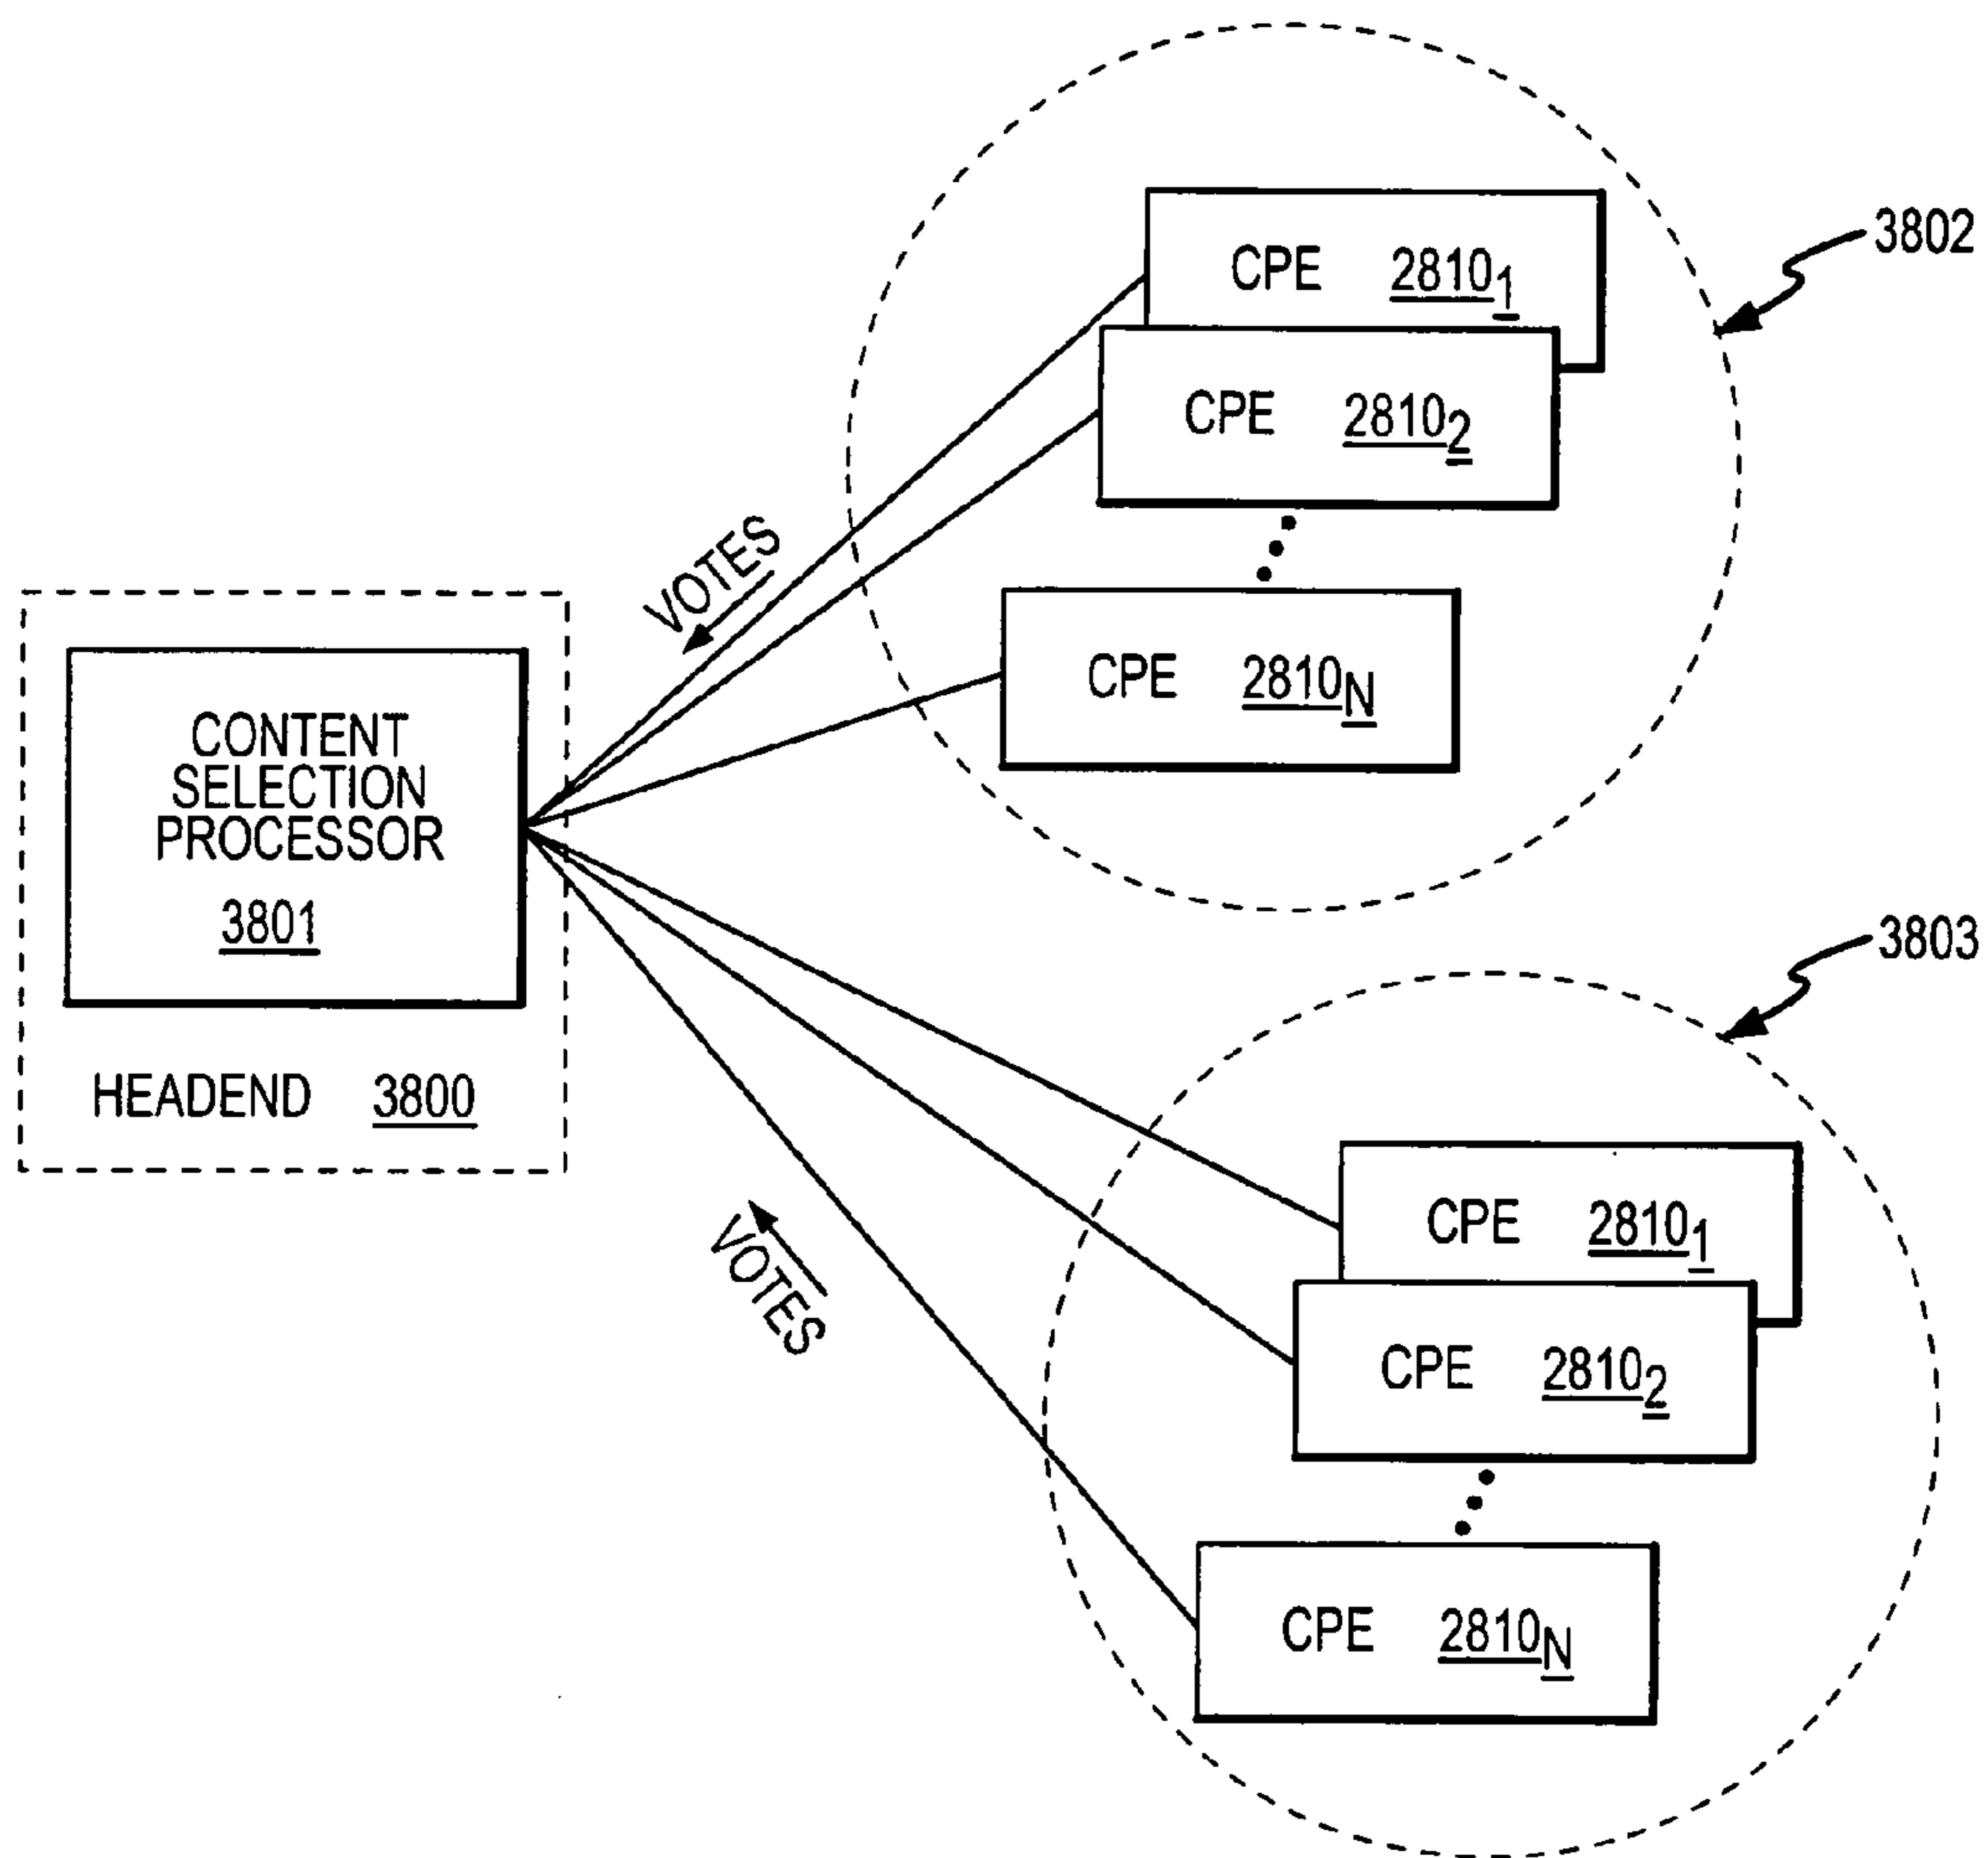 3802
CPE 2810₁
CPE 2810₂
CPE 2810N
VOTES
CONTENT
SELECTION
PROCESSOR
3801
HEADEND 3800
3803
CPE 2810₁
CPE 2810₂
CPE 2810N
VOTES